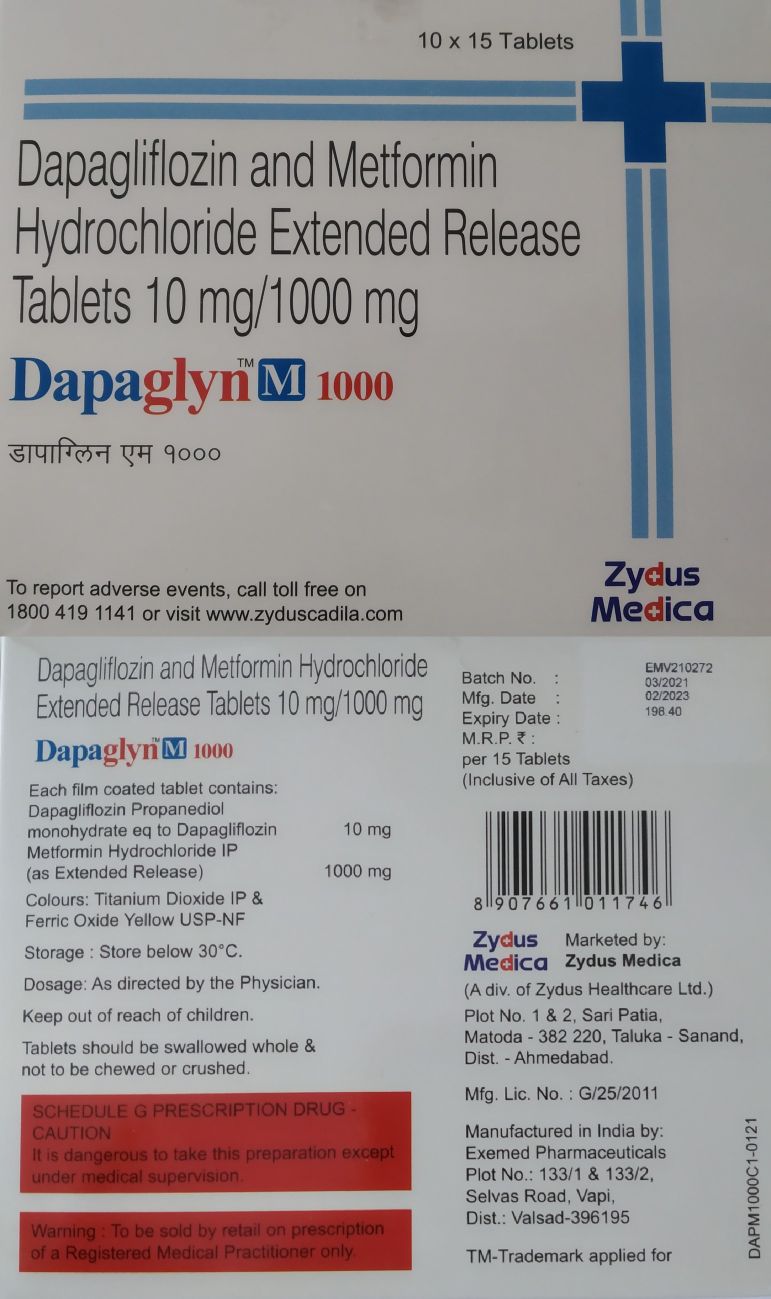 10 x 15 Tablets
Dapagliflozin and Metformin
Hydrochloride Extended Release
Tablets 10 mg/1000 mg
Dapaglyn™ M 1000
डापाग्लिन एम १०००
To report adverse events, call toll free on
1800 419 1141 or visit www.zyduscadila.com
Zydus
Medica
Dapagliflozin and Metformin Hydrochloride
Extended Release Tablets 10 mg/1000 mg
Dapaglyn™ M 1000
Each film coated tablet contains:
Dapagliflozin Propanediol
monohydrate eq to Dapagliflozin 10 mg
Metformin Hydrochloride IP
(as Extended Release) 1000 mg
Colours: Titanium Dioxide IP &
Ferric Oxide Yellow USP-NF
Storage : Store below 30°C.
Dosage: As directed by the Physician.
Keep out of reach of children.
Tablets should be swallowed whole &
not to be chewed or crushed.
SCHEDULE G PRESCRIPTION DRUG -
CAUTION
It is dangerous to take this preparation except
under medical supervision.
Warning : To be sold by retail on prescription
of a Registered Medical Practitioner only.
Batch No. : EMV210272
Mfg. Date : 03/2021
Expiry Date : 02/2023
M.R.P. ₹ : 198.40
per 15 Tablets
(Inclusive of All Taxes)
8 907661 011746
Zydus
Medica
Marketed by:
Zydus Medica
(A div. of Zydus Healthcare Ltd.)
Plot No. 1 & 2, Sari Patia,
Matoda - 382 220, Taluka - Sanand,
Dist. - Ahmedabad.
Mfg. Lic. No. : G/25/2011
Manufactured in India by:
Exemed Pharmaceuticals
Plot No.: 133/1 & 133/2,
Selvas Road, Vapi,
Dist.: Valsad-396195
TM-Trademark applied for
DAPM1000C1-0121